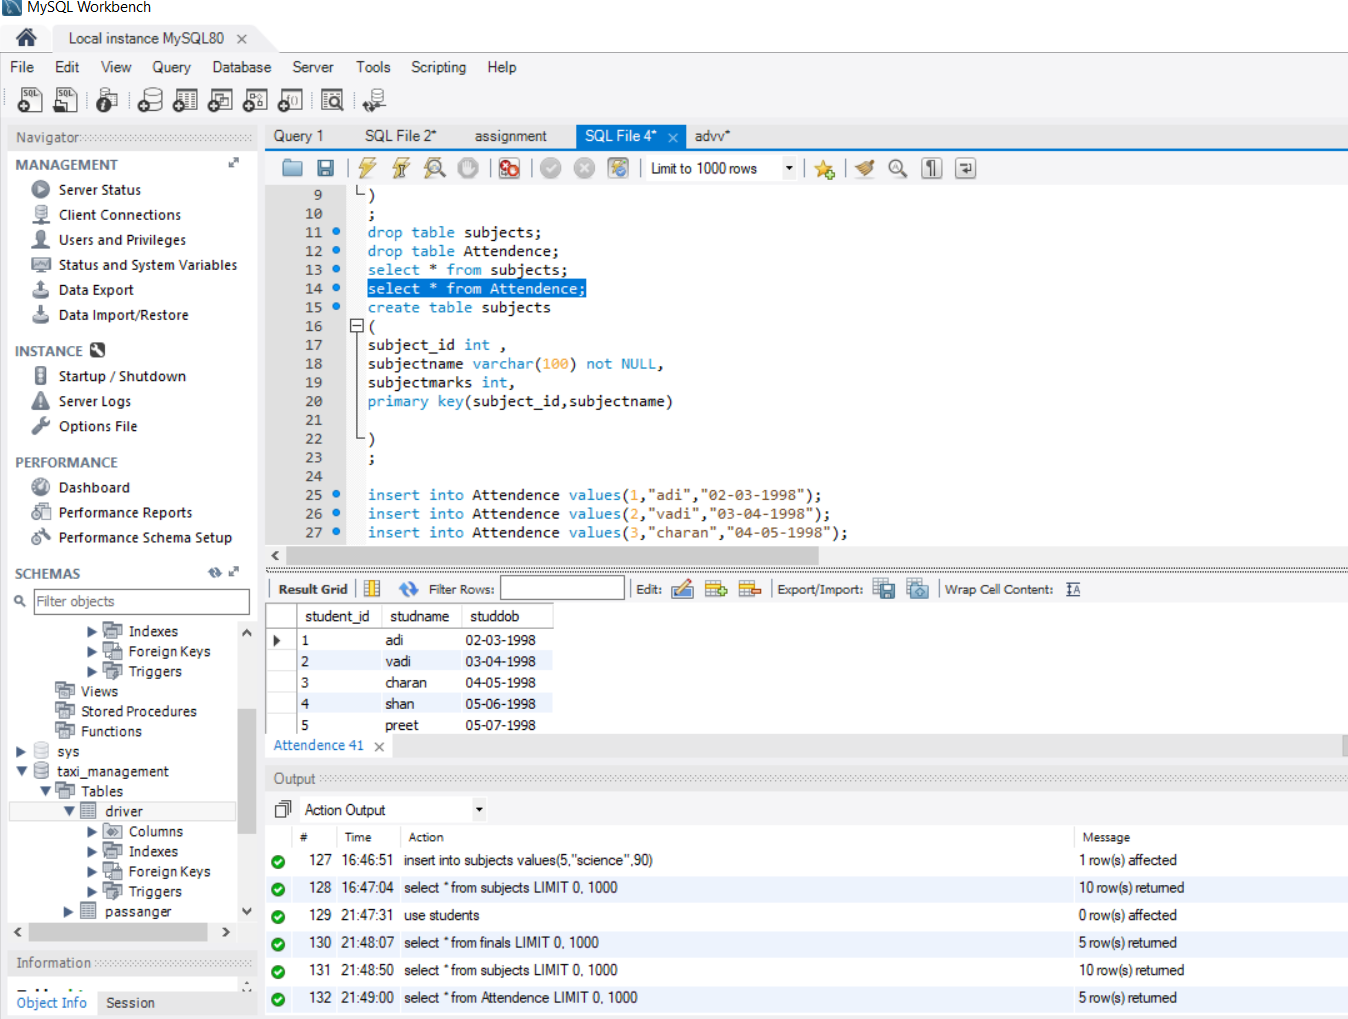 MySQL Workbench
Local instance MySQL80
File Edit View Query Database Server Tools Scripting Help
Navigator
MANAGEMENT
Server Status
Client Connections
Users and Privileges
Status and System Variables
Data Export
Data Import/Restore
INSTANCE
Startup / Shutdown
Server Logs
Options File
PERFORMANCE
Dashboard
Performance Reports
Performance Schema Setup
SCHEMAS
Filter objects
Indexes
Foreign Keys
Triggers
Views
Stored Procedures
Functions
sys
taxi_management
Tables
driver
Columns
Indexes
Foreign Keys
Triggers
passanger
Information
Object Info Session
Query 1 SQL File 2* assignment SQL File 4* advv*
Limit to 1000 rows
9 )
10 ;
11 drop table subjects;
12 drop table Attendence;
13 select * from subjects;
14 select * from Attendence;
15 create table subjects
16 (
17 subject_id int ,
18 subjectname varchar(100) not NULL,
19 subjectmarks int,
20 primary key(subject_id,subjectname)
21
22 )
23 ;
24
25 insert into Attendence values(1,"adi","02-03-1998");
26 insert into Attendence values(2,"vadi","03-04-1998");
27 insert into Attendence values(3,"charan","04-05-1998");
Result Grid Filter Rows: Edit: Export/Import: Wrap Cell Content:
student_id studname studdob
1 adi 02-03-1998
2 vadi 03-04-1998
3 charan 04-05-1998
4 shan 05-06-1998
5 preet 05-07-1998
Attendence 41
Output
Action Output
# Time Action Message
127 16:46:51 insert into subjects values(5,"science",90) 1 row(s) affected
128 16:47:04 select * from subjects LIMIT 0, 1000 10 row(s) returned
129 21:47:31 use students 0 row(s) affected
130 21:48:07 select * from finals LIMIT 0, 1000 5 row(s) returned
131 21:48:50 select * from subjects LIMIT 0, 1000 10 row(s) returned
132 21:49:00 select * from Attendence LIMIT 0, 1000 5 row(s) returned